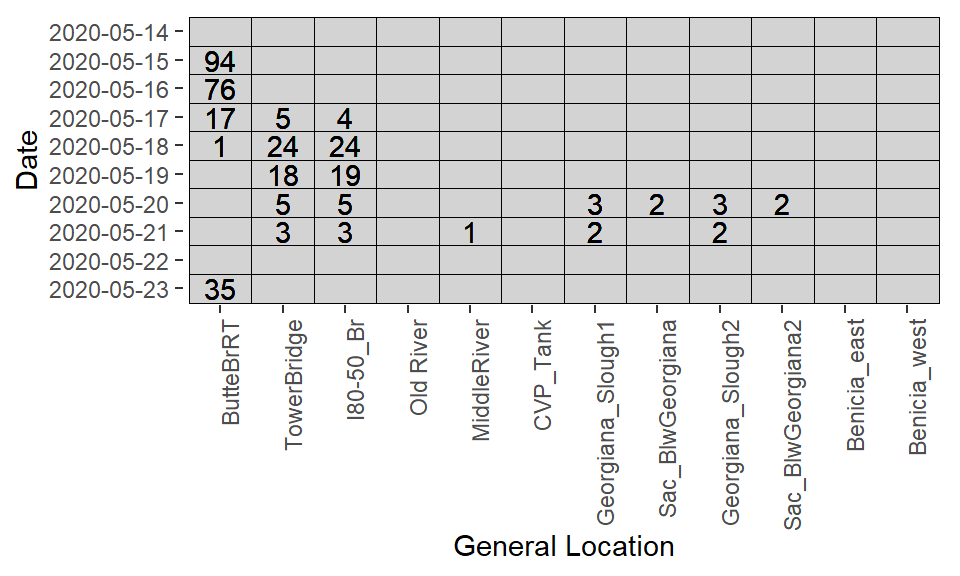 2020-05-14
2020-05-15 94
2020-05-16 76
2020-05-17 17 5 4
2020-05-18 1 24 24
2020-05-19 18 19
2020-05-20 5 5 3 2 3 2
2020-05-21 3 3 1 2 2
2020-05-22
2020-05-23 35
Date
ButteBrRT
TowerBridge
I80-50_Br
Old River
MiddleRiver
CVP_Tank
Georgiana_Slough1
Sac_BlwGeorgiana
Georgiana_Slough2
Sac_BlwGeorgiana2
Benicia_east
Benicia_west
General Location